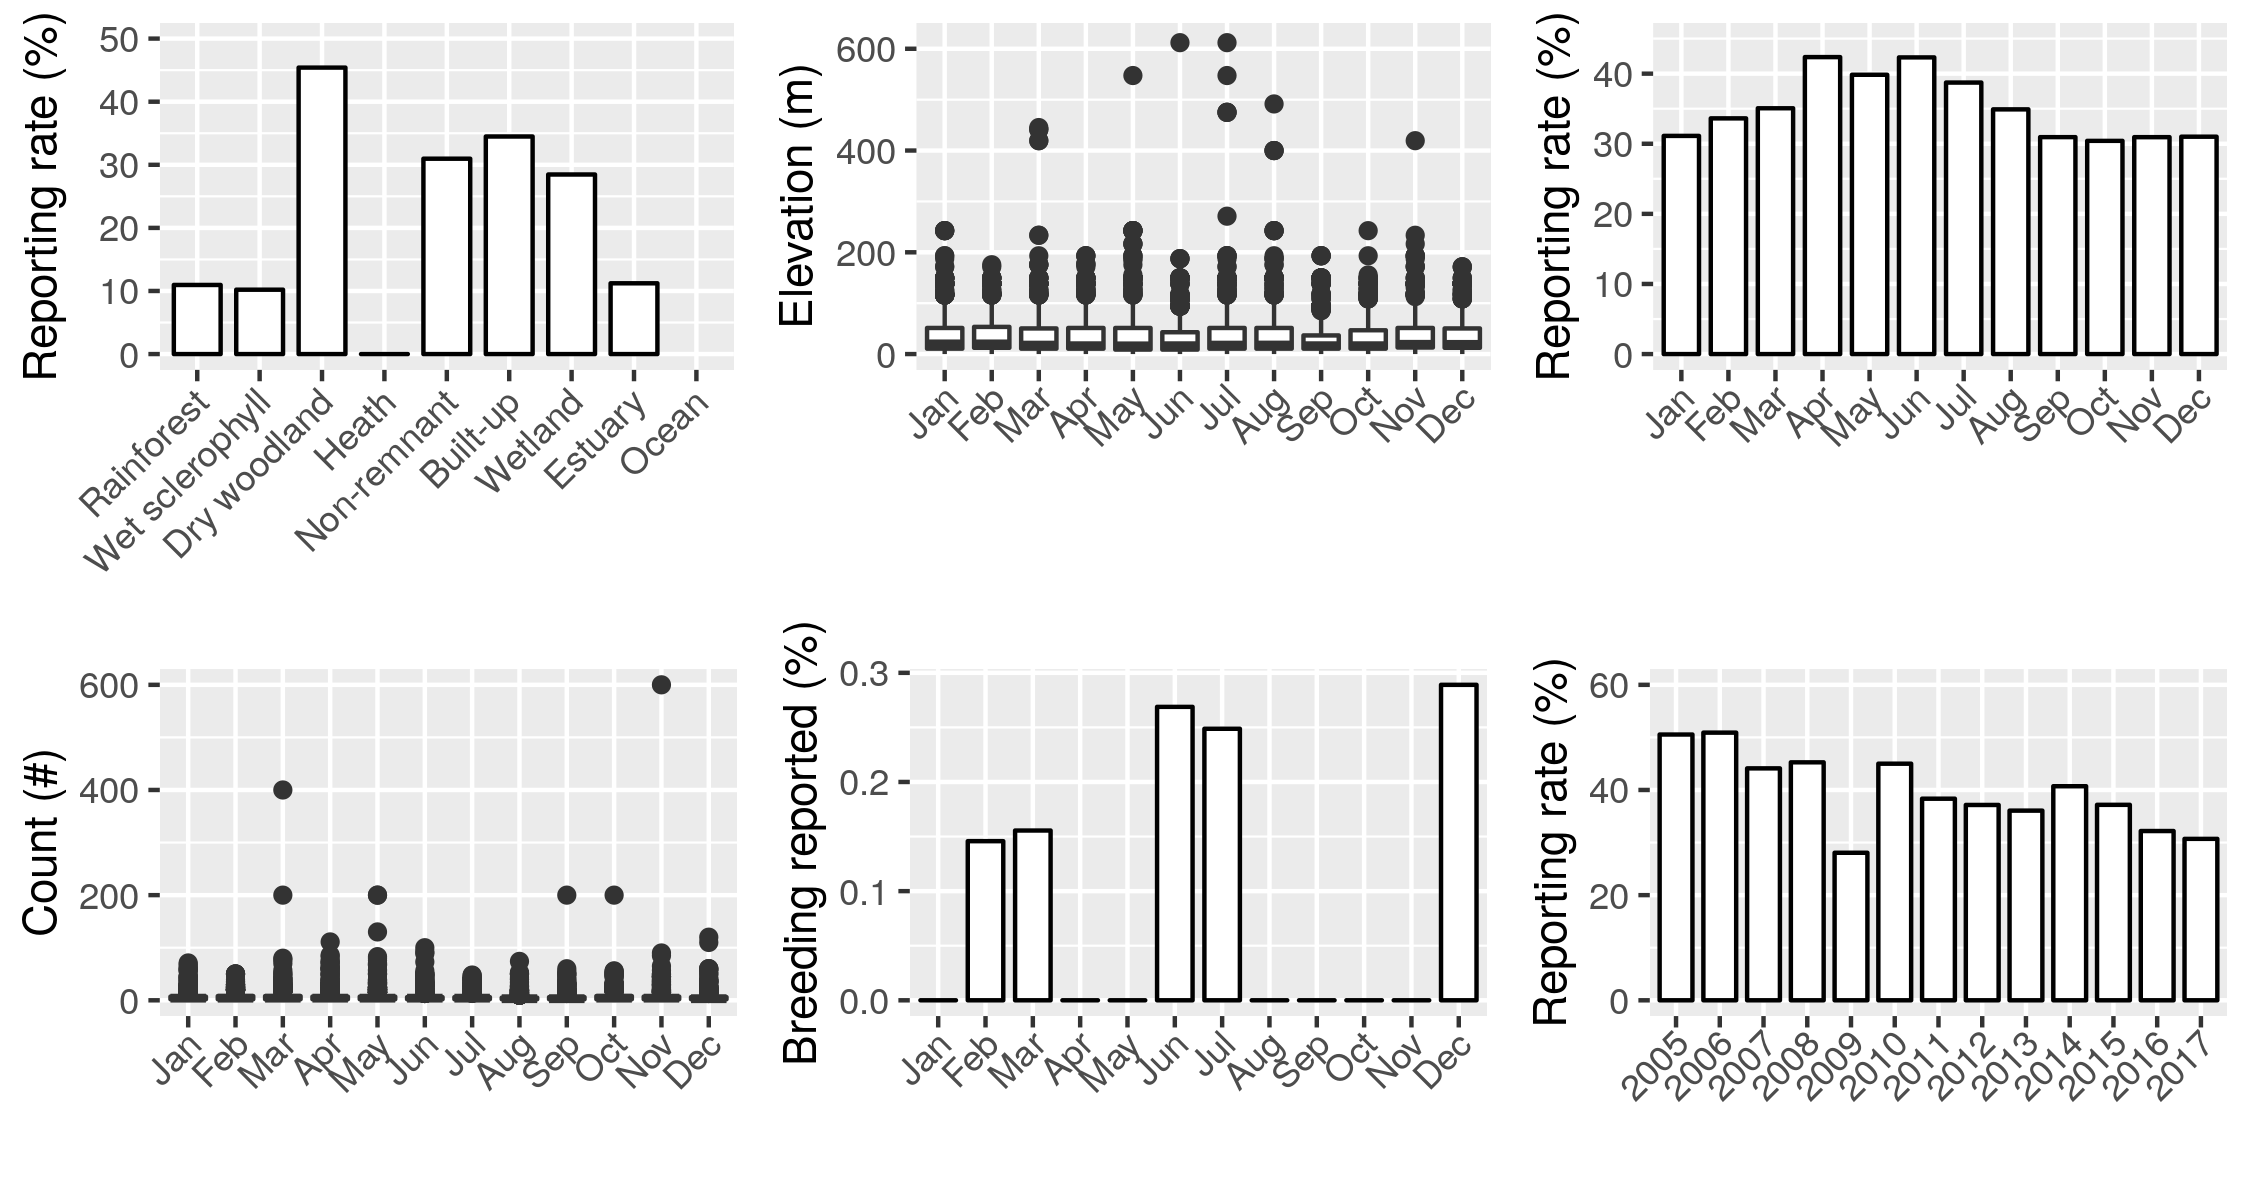 Reporting rate (%)
50
40
30
20
10
0
Rainforest
Wet sclerophyll
Dry woodland
Heath
Non-remnant
Built-up
Wetland
Estuary
Ocean
Elevation (m)
600
400
200
0
Jan
Feb
Mar
Apr
May
Jun
Jul
Aug
Sep
Oct
Nov
Dec
Reporting rate (%)
40
30
20
10
0
Jan
Feb
Mar
Apr
May
Jun
Jul
Aug
Sep
Oct
Nov
Dec
Count (#)
600
400
200
0
Jan
Feb
Mar
Apr
May
Jun
Jul
Aug
Sep
Oct
Nov
Dec
Breeding reported (%)
0.3
0.2
0.1
0.0
Jan
Feb
Mar
Apr
May
Jun
Jul
Aug
Sep
Oct
Nov
Dec
Reporting rate (%)
60
40
20
0
2005
2006
2007
2008
2009
2010
2011
2012
2013
2014
2015
2016
2017